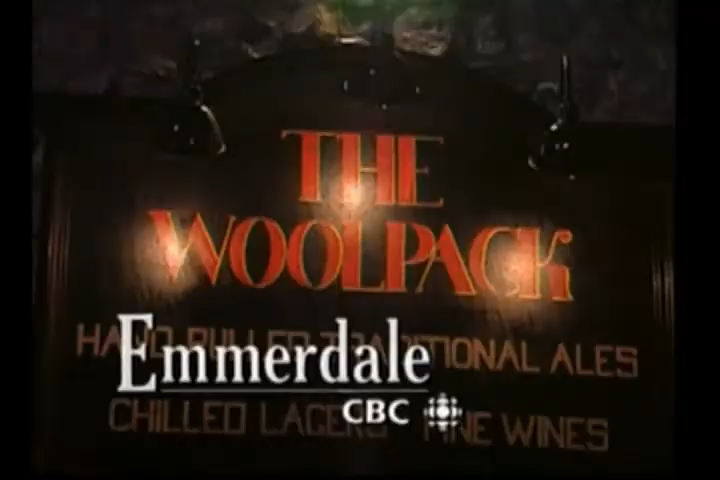 THE
WOOLPACK
HAND PULLED TRADITIONAL ALES
Emmerdale
CBC
CHILLED LAGERS FINE WINES